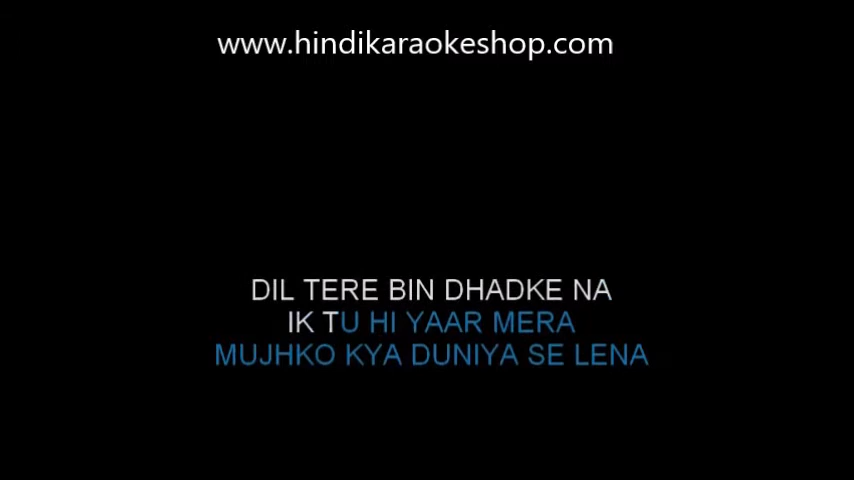 www.hindikaraokeshop.com
DIL TERE BIN DHADKE NA
IK TU HI YAAR MERA
MUJHKO KYA DUNIYA SE LENA